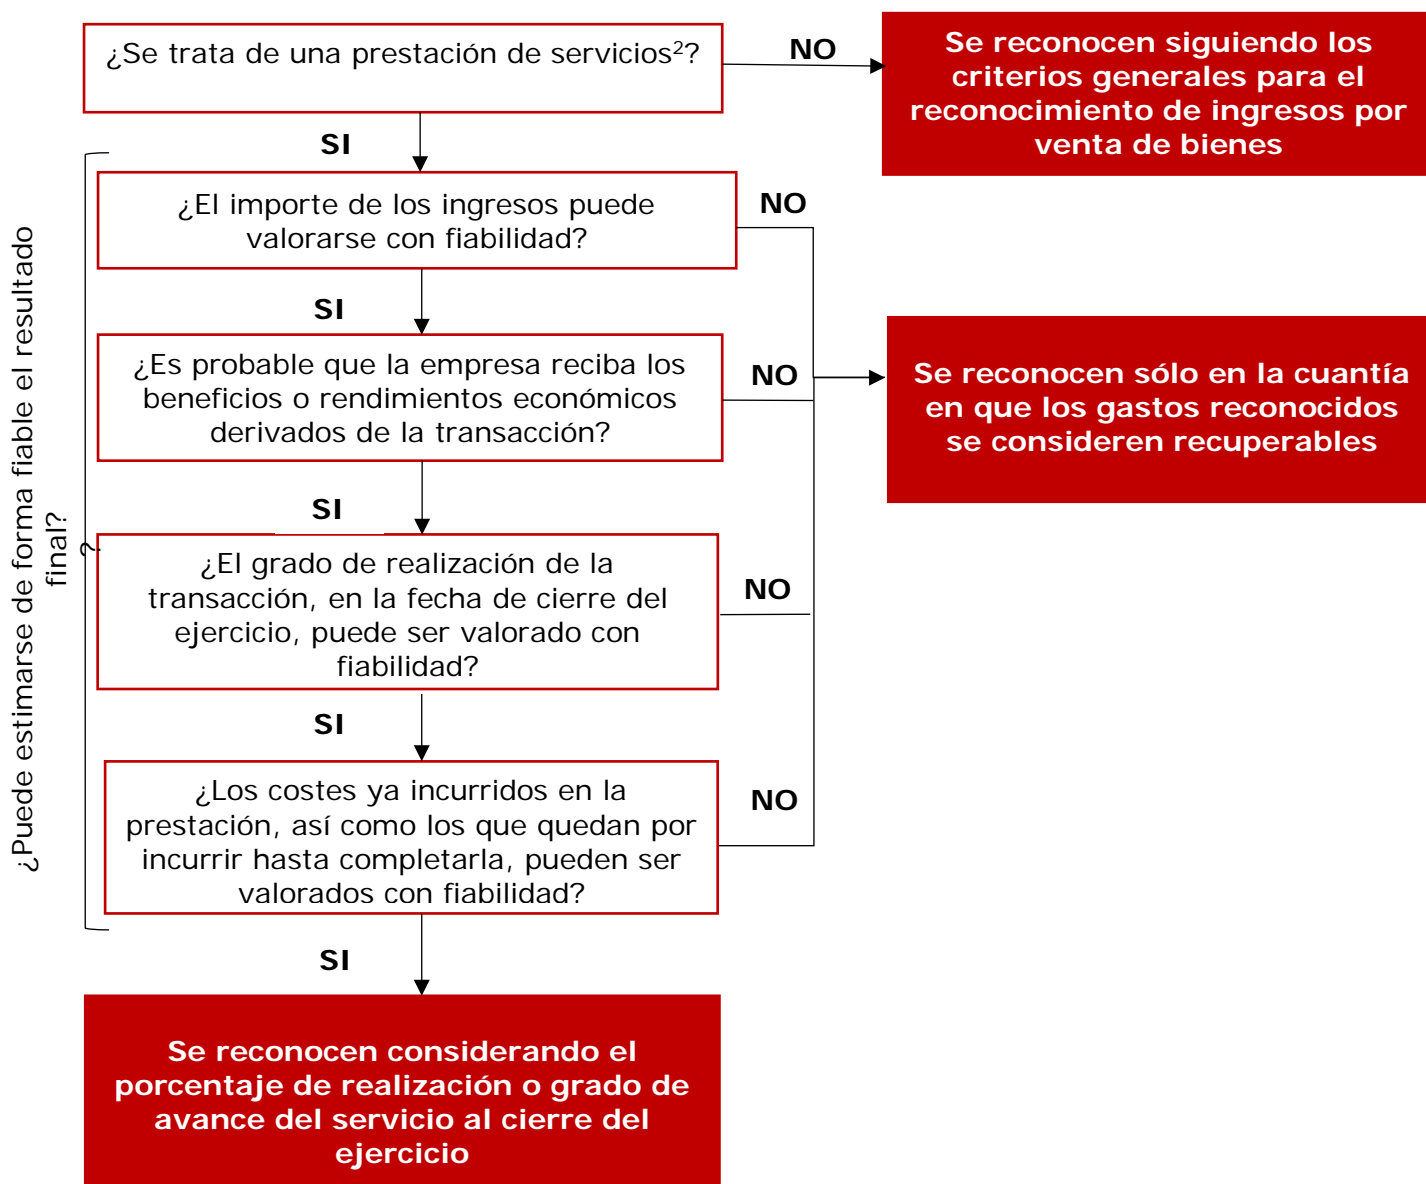 ¿Se trata de una prestación de servicios²?
NO
Se reconocen siguiendo los
criterios generales para el
reconocimiento de ingresos por
venta de bienes
SI
¿Puede estimarse de forma fiable el resultado
final?
?
¿El importe de los ingresos puede
valorarse con fiabilidad?
NO
SI
¿Es probable que la empresa reciba los
beneficios o rendimientos económicos
derivados de la transacción?
NO
Se reconocen sólo en la cuantía
en que los gastos reconocidos
se consideren recuperables
SI
¿El grado de realización de la
transacción, en la fecha de cierre del
ejercicio, puede ser valorado con
fiabilidad?
NO
SI
¿Los costes ya incurridos en la
prestación, así como los que quedan por
incurrir hasta completarla, pueden ser
valorados con fiabilidad?
NO
SI
Se reconocen considerando el
porcentaje de realización o grado de
avance del servicio al cierre del
ejercicio